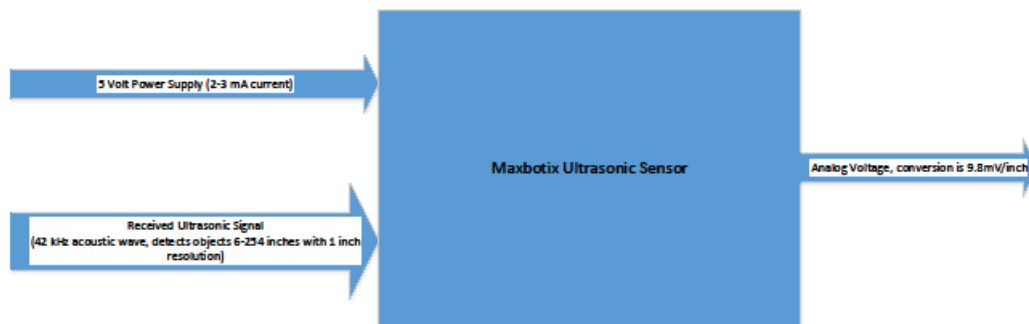 5 Volt Power Supply (2-3 mA current)
Maxbotix Ultrasonic Sensor
Analog Voltage, conversion is 9.8mV/inch
Received Ultrasonic Signal
(42 kHz acoustic wave, detects objects 6-254 inches with 1 inch
resolution)